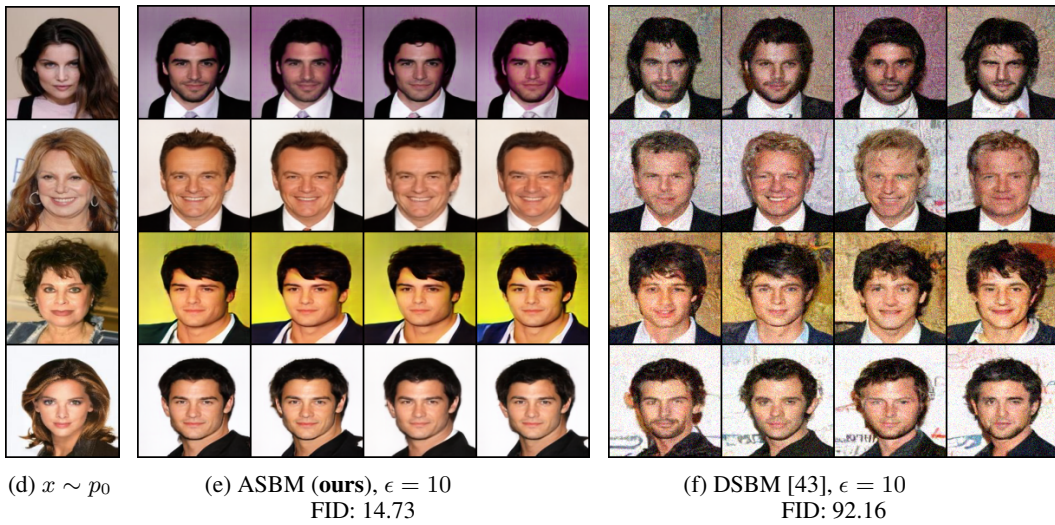 (d) x ∼ p₀
(e) ASBM (ours), ϵ = 10
FID: 14.73
(f) DSBM [43], ϵ = 10
FID: 92.16